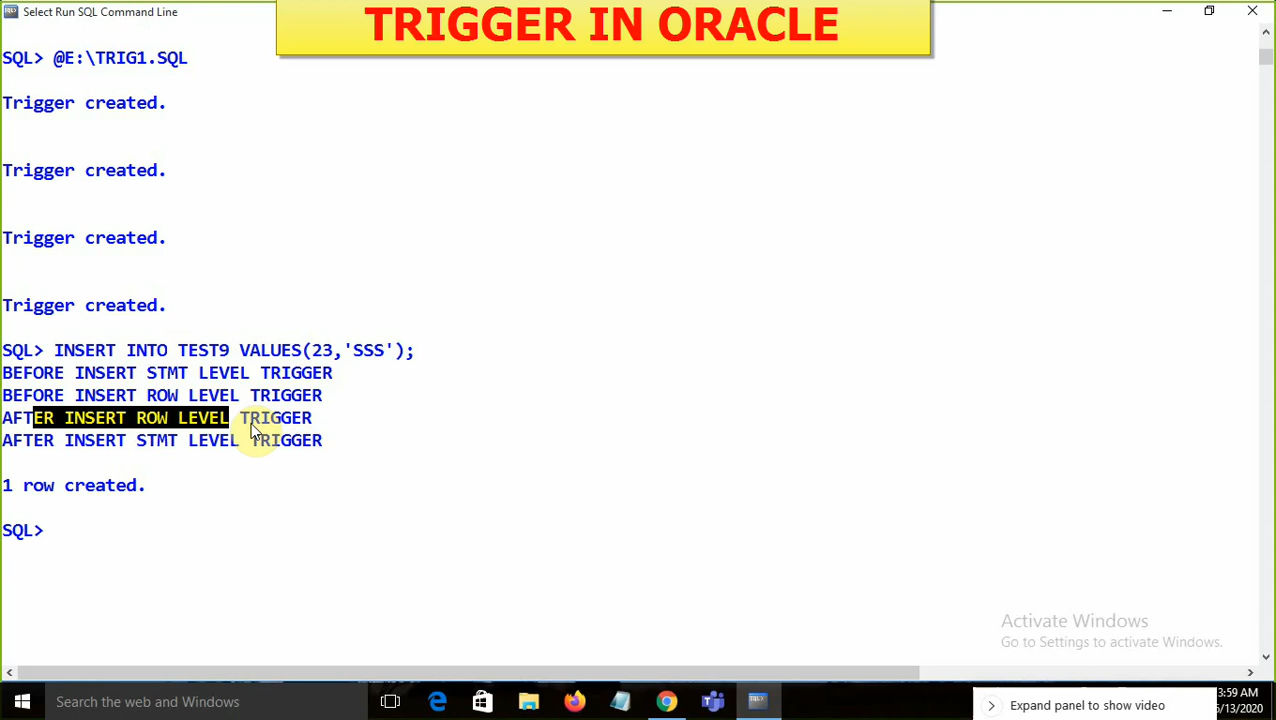 Select Run SQL Command Line
TRIGGER IN ORACLE
SQL> @E:\TRIG1.SQL
Trigger created.
Trigger created.
Trigger created.
Trigger created.
SQL> INSERT INTO TEST9 VALUES(23,'SSS');
BEFORE INSERT STMT LEVEL TRIGGER
BEFORE INSERT ROW LEVEL TRIGGER
AFTER INSERT ROW LEVEL TRIGGER
AFTER INSERT STMT LEVEL TRIGGER
1 row created.
SQL>
Activate Windows
Go to Settings to activate Windows.
Search the web and Windows
Expand panel to show video
3:59 AM
/13/2020